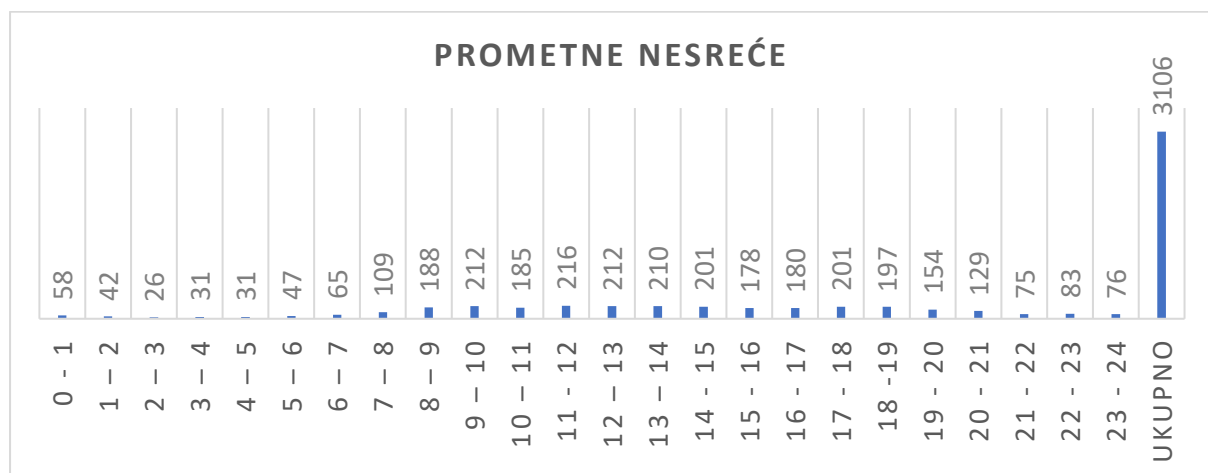 PROMETNE NESREĆE
58
42
26
31
31
47
65
109
188
212
185
216
212
210
201
178
180
201
197
154
129
75
83
76
3106
0 - 1
1 – 2
2 – 3
3 – 4
4 – 5
5 – 6
6 – 7
7 – 8
8 – 9
9 – 10
10 – 11
11 - 12
12 – 13
13 – 14
14 - 15
15 - 16
16 - 17
17 - 18
18 -19
19 - 20
20 - 21
21 - 22
22 - 23
23 - 24
UKUPNO